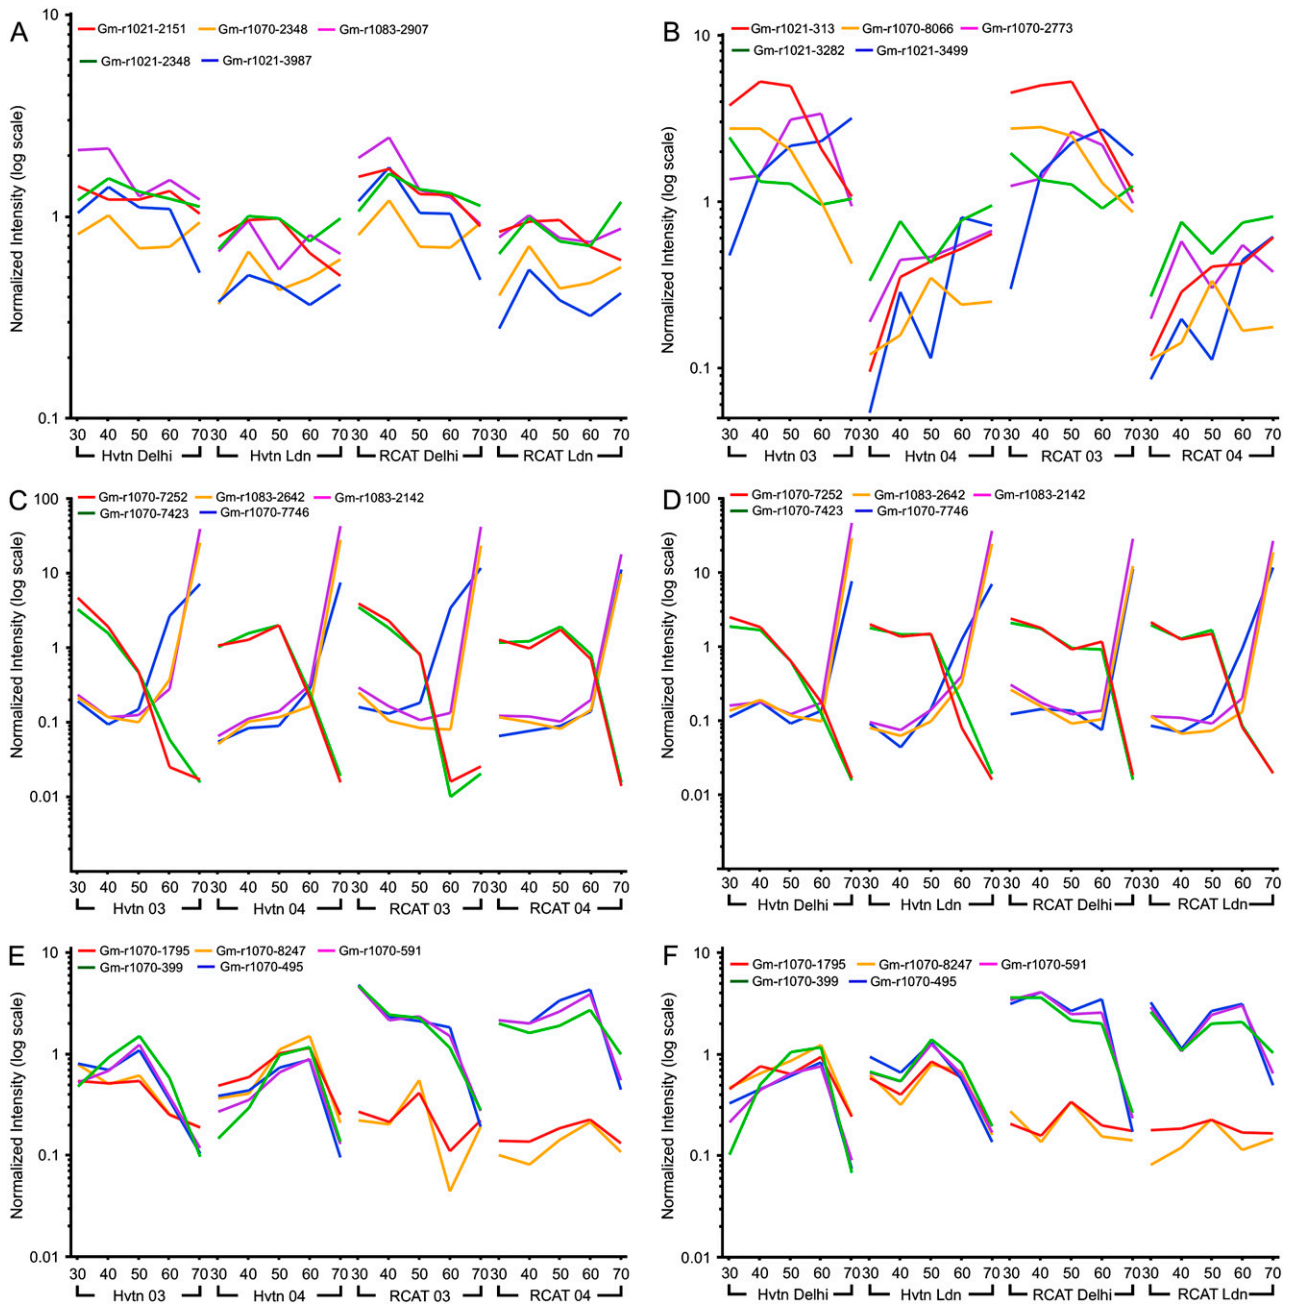 A
Gm-r1021-2151 Gm-r1070-2348 Gm-r1083-2907
Gm-r1021-2348 Gm-r1021-3987
Normalized Intensity (log scale)
10
1
0.1
30 40 50 60 70 30 40 50 60 70 30 40 50 60 70 30 40 50 60 70
Hvtn Delhi Hvtn Ldn RCAT Delhi RCAT Ldn
B
Gm-r1021-313 Gm-r1070-8066 Gm-r1070-2773
Gm-r1021-3282 Gm-r1021-3499
Normalized Intensity (log scale)
10
1
0.1
30 40 50 60 70 30 40 50 60 70 30 40 50 60 70 30 40 50 60 70
Hvtn 03 Hvtn 04 RCAT 03 RCAT 04
C
Gm-r1070-7252 Gm-r1083-2642 Gm-r1083-2142
Gm-r1070-7423 Gm-r1070-7746
Normalized Intensity (log scale)
100
10
1
0.1
0.01
30 40 50 60 70 30 40 50 60 70 30 40 50 60 70 30 40 50 60 70
Hvtn 03 Hvtn 04 RCAT 03 RCAT 04
D
Gm-r1070-7252 Gm-r1083-2642 Gm-r1083-2142
Gm-r1070-7423 Gm-r1070-7746
Normalized Intensity (log scale)
100
10
1
0.1
0.01
30 40 50 60 70 30 40 50 60 70 30 40 50 60 70 30 40 50 60 70
Hvtn Delhi Hvtn Ldn RCAT Delhi RCAT Ldn
E
Gm-r1070-1795 Gm-r1070-8247 Gm-r1070-591
Gm-r1070-399 Gm-r1070-495
Normalized Intensity (log scale)
10
1
0.1
0.01
30 40 50 60 70 30 40 50 60 70 30 40 50 60 70 30 40 50 60 70
Hvtn 03 Hvtn 04 RCAT 03 RCAT 04
F
Gm-r1070-1795 Gm-r1070-8247 Gm-r1070-591
Gm-r1070-399 Gm-r1070-495
Normalized Intensity (log scale)
10
1
0.1
0.01
30 40 50 60 70 30 40 50 60 70 30 40 50 60 70 30 40 50 60 70
Hvtn Delhi Hvtn Ldn RCAT Delhi RCAT Ldn